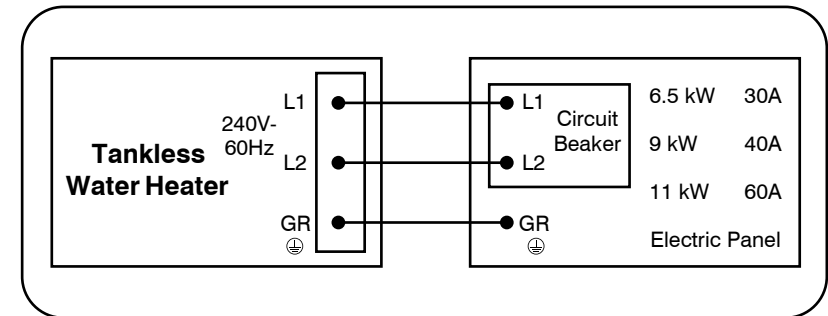 Tankless
Water Heater
240V-
60Hz
L1
L2
GR
L1
L2
GR
Circuit
Beaker
6.5 kW 30A
9 kW 40A
11 kW 60A
Electric Panel